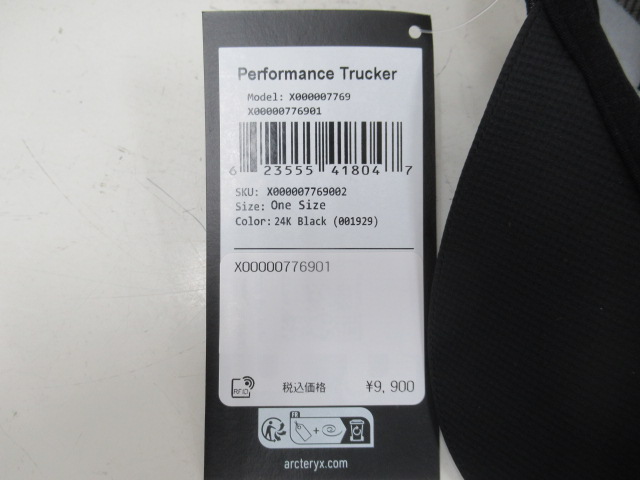 Performance Trucker
Model: X000007769
X00000776901
6 23555 41804 7
SKU: X000007769002
Size: One Size
Color: 24K Black (001929)
X00000776901
RFID
税込価格 ¥9,900
FR
arcteryx.com